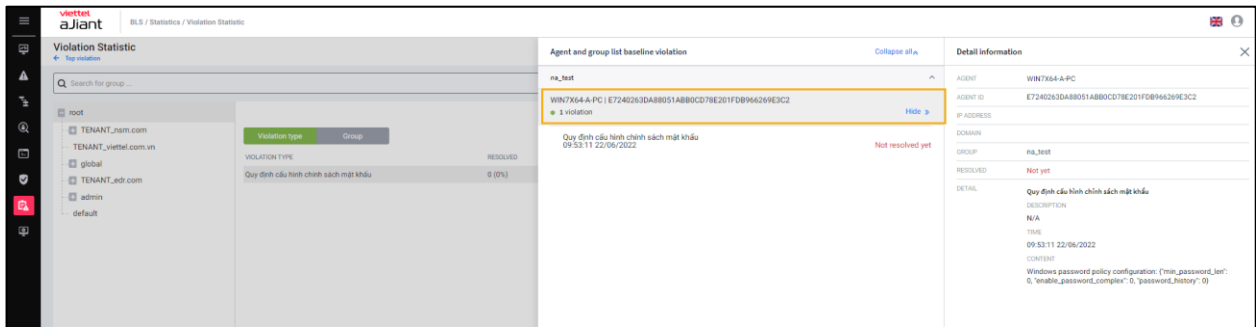 viettel
aJiant
BLS / Statistics / Violation Statistic
Violation Statistic
← Top violation
Search for group ...
root
TENANT_nsm.com
TENANT_viettel.com.vn
global
TENANT_edr.com
admin
default
Violation type
Group
VIOLATION TYPE
RESOLVED
Quy định cấu hình chính sách mật khẩu
0 (0%)
Agent and group list baseline violation
Collapse all
na_test
WIN7X64-A-PC | E7240263DA88051ABB0CD78E201FDB966269E3C2
1 violation
Hide »
Quy định cấu hình chính sách mật khẩu
09:53:11 22/06/2022
Not resolved yet
Detail information
AGENT
WIN7X64-A-PC
AGENT ID
E7240263DA88051ABB0CD78E201FDB966269E3C2
IP ADDRESS
DOMAIN
GROUP
na_test
RESOLVED
Not yet
DETAIL
Quy định cấu hình chính sách mật khẩu
DESCRIPTION
N/A
TIME
09:53:11 22/06/2022
CONTENT
Windows password policy configuration: {"min_password_len":
0, "enable_password_complex": 0, "password_history": 0}